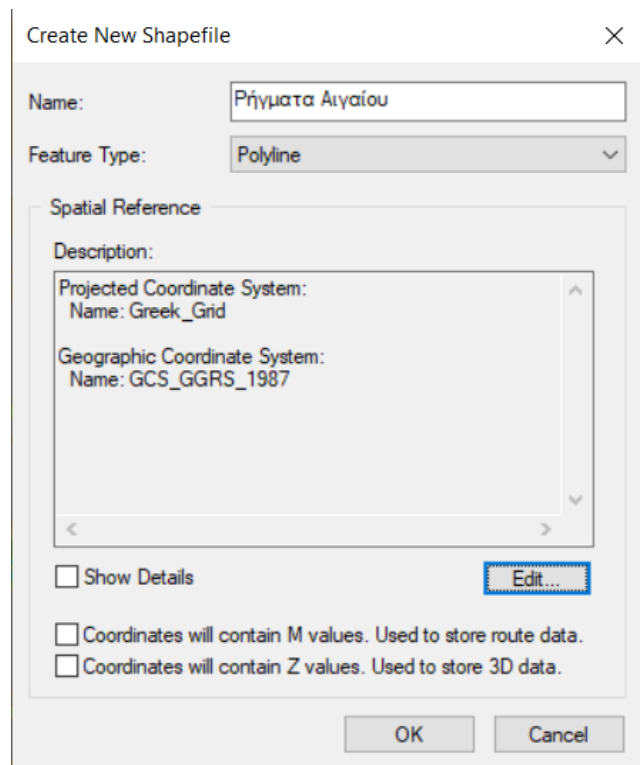 Create New Shapefile
Name:
Ρήγματα Αιγαίου
Feature Type:
Polyline
Spatial Reference
Description:
Projected Coordinate System:
Name: Greek_Grid
Geographic Coordinate System:
Name: GCS_GGRS_1987
Show Details
Edit...
Coordinates will contain M values. Used to store route data.
Coordinates will contain Z values. Used to store 3D data.
OK
Cancel